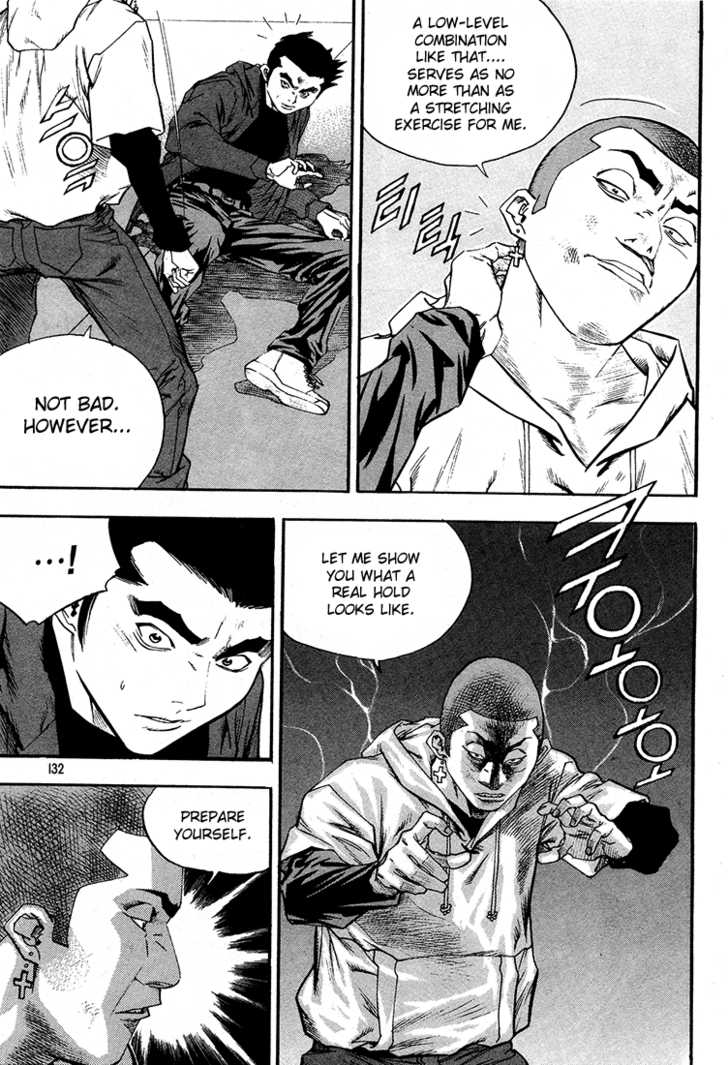 NOT BAD.
HOWEVER...
A LOW-LEVEL
COMBINATION
LIKE THAT....
SERVES AS NO
MORE THAN AS
A STRETCHING
EXERCISE FOR ME.
...!
132
PREPARE
YOURSELF.
LET ME SHOW
YOU WHAT A
REAL HOLD
LOOKS LIKE.